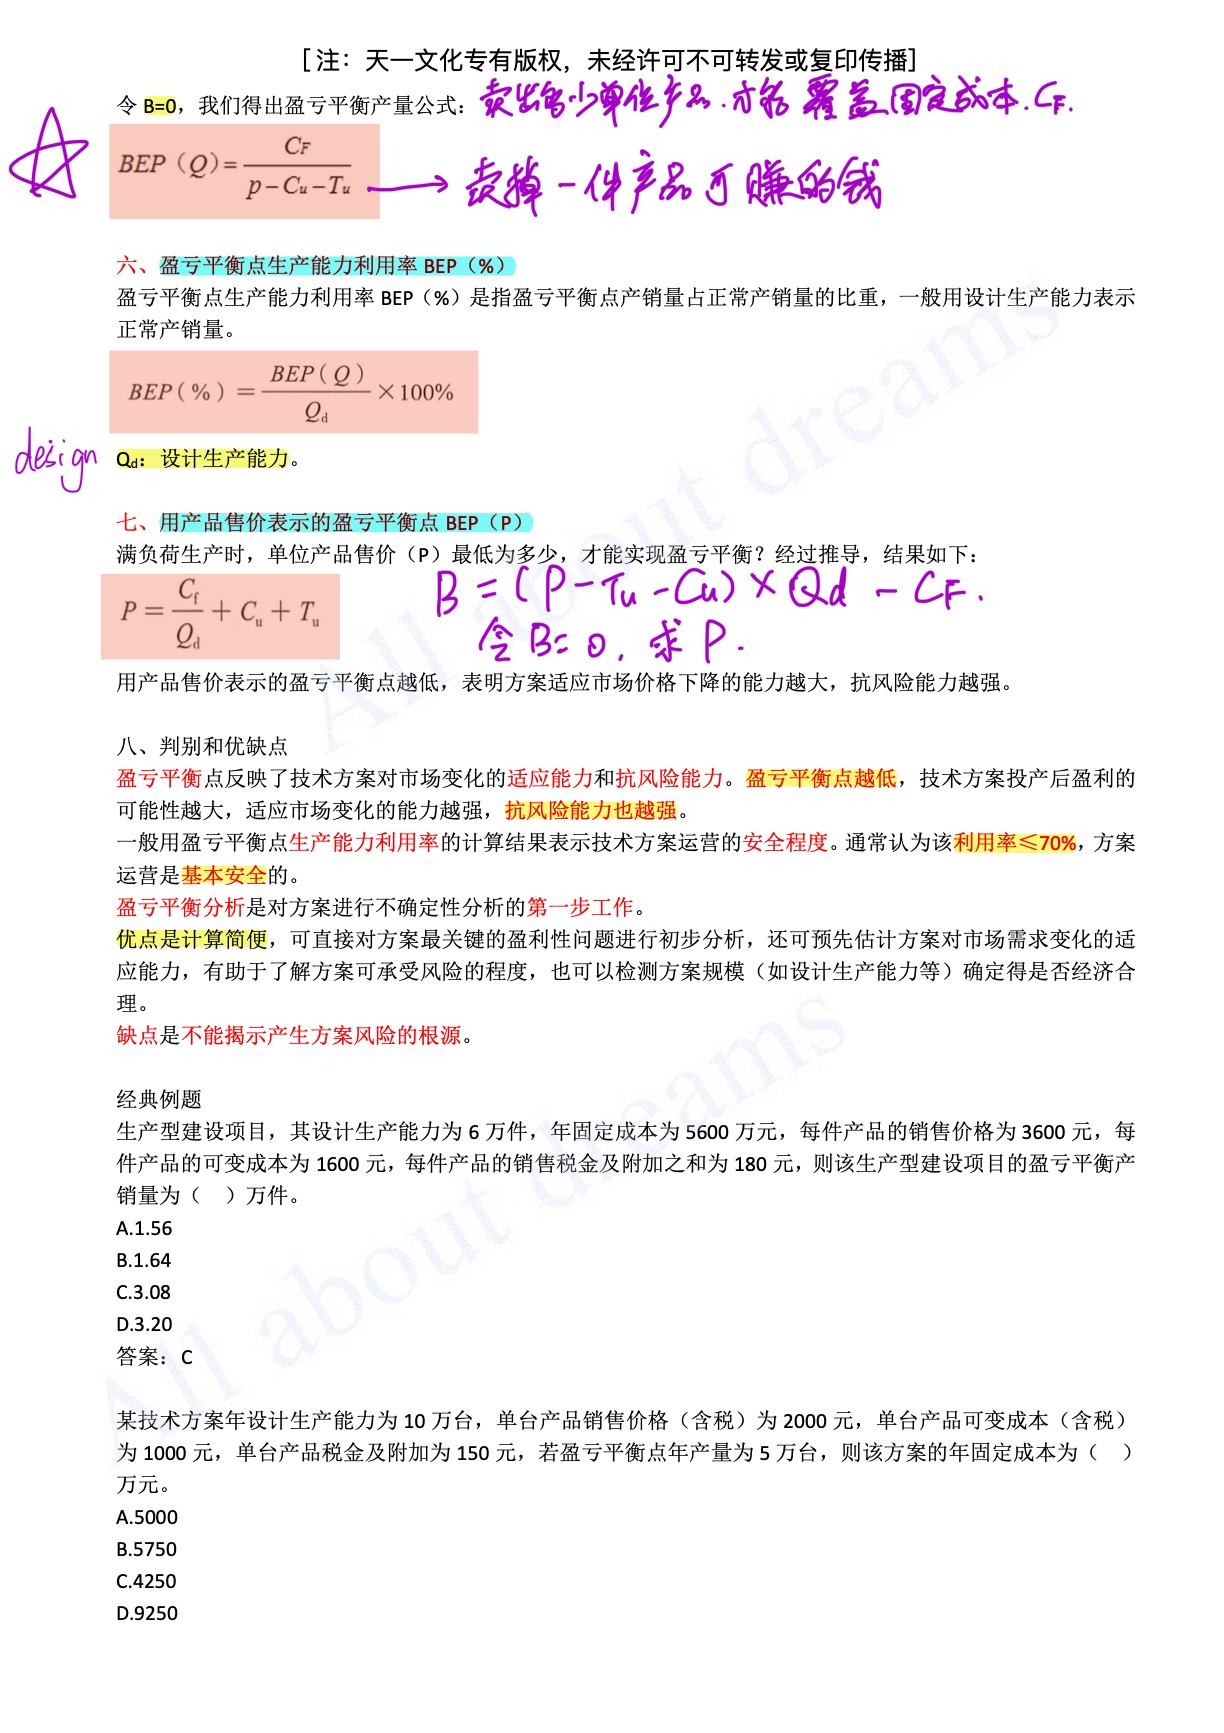 [注：天一文化专有版权，未经许可不可转发或复印传播]
令 B=0，我们得出盈亏平衡产量公式：卖出多少单位产品.才能覆盖固定成本.CF.
BEP（Q）= CF / (p－Cu－Tu) → 卖掉一件产品可赚的钱
六、盈亏平衡点生产能力利用率 BEP（%）
盈亏平衡点生产能力利用率 BEP（%）是指盈亏平衡点产销量占正常产销量的比重，一般用设计生产能力表示
正常产销量。
BEP(%) = BEP(Q) / Qd ×100%
design Qd：设计生产能力。
七、用产品售价表示的盈亏平衡点 BEP（P）
满负荷生产时，单位产品售价（P）最低为多少，才能实现盈亏平衡？经过推导，结果如下：
P = Cf / Qd + Cu + Tu
B = (P-Tu-Cu)×Qd - CF.
令B=0, 求P.
用产品售价表示的盈亏平衡点越低，表明方案适应市场价格下降的能力越大，抗风险能力越强。
八、判别和优缺点
盈亏平衡点反映了技术方案对市场变化的适应能力和抗风险能力。盈亏平衡点越低，技术方案投产后盈利的
可能性越大，适应市场变化的能力越强，抗风险能力也越强。
一般用盈亏平衡点生产能力利用率的计算结果表示技术方案运营的安全程度。通常认为该利用率≤70%，方案
运营是基本安全的。
盈亏平衡分析是对方案进行不确定性分析的第一步工作。
优点是计算简便，可直接对方案最关键的盈利性问题进行初步分析，还可预先估计方案对市场需求变化的适
应能力，有助于了解方案可承受风险的程度，也可以检测方案规模（如设计生产能力等）确定得是否经济合
理。
缺点是不能揭示产生方案风险的根源。
经典例题
生产型建设项目，其设计生产能力为 6 万件，年固定成本为 5600 万元，每件产品的销售价格为 3600 元，每
件产品的可变成本为 1600 元，每件产品的销售税金及附加之和为 180 元，则该生产型建设项目的盈亏平衡产
销量为（　）万件。
A.1.56
B.1.64
C.3.08
D.3.20
答案：C
某技术方案年设计生产能力为 10 万台，单台产品销售价格（含税）为 2000 元，单台产品可变成本（含税）
为 1000 元，单台产品税金及附加为 150 元，若盈亏平衡点年产量为 5 万台，则该方案的年固定成本为（　）
万元。
A.5000
B.5750
C.4250
D.9250
All about dreams
All about dreams